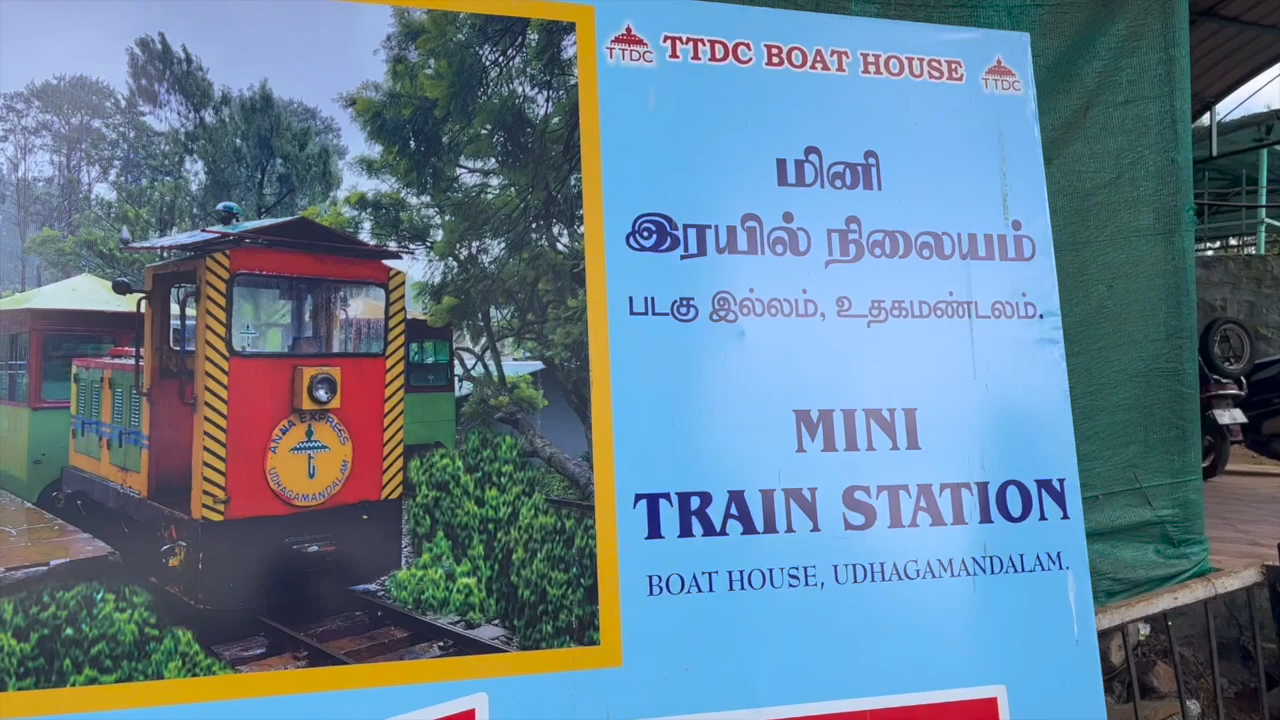 TTDC TTDC BOAT HOUSE TTDC
மினி
இரயில் நிலையம்
படகு இல்லம், உதகமண்டலம்.
MINI
TRAIN STATION
BOAT HOUSE, UDHAGAMANDALAM.
ANNA EXPRESS
UDHAGAMANDALAM